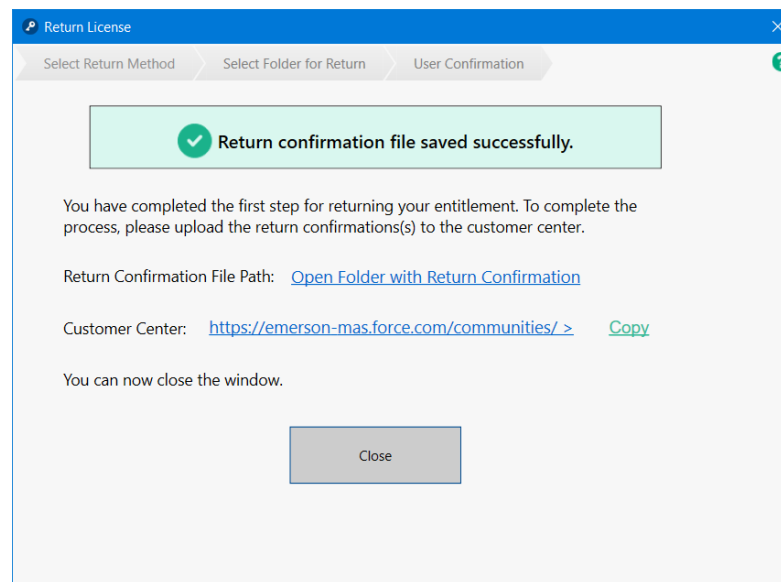 Return License
Select Return Method
Select Folder for Return
User Confirmation
?
Return confirmation file saved successfully.
You have completed the first step for returning your entitlement. To complete the
process, please upload the return confirmations(s) to the customer center.
Return Confirmation File Path: Open Folder with Return Confirmation
Customer Center: https://emerson-mas.force.com/communities/ > Copy
You can now close the window.
Close